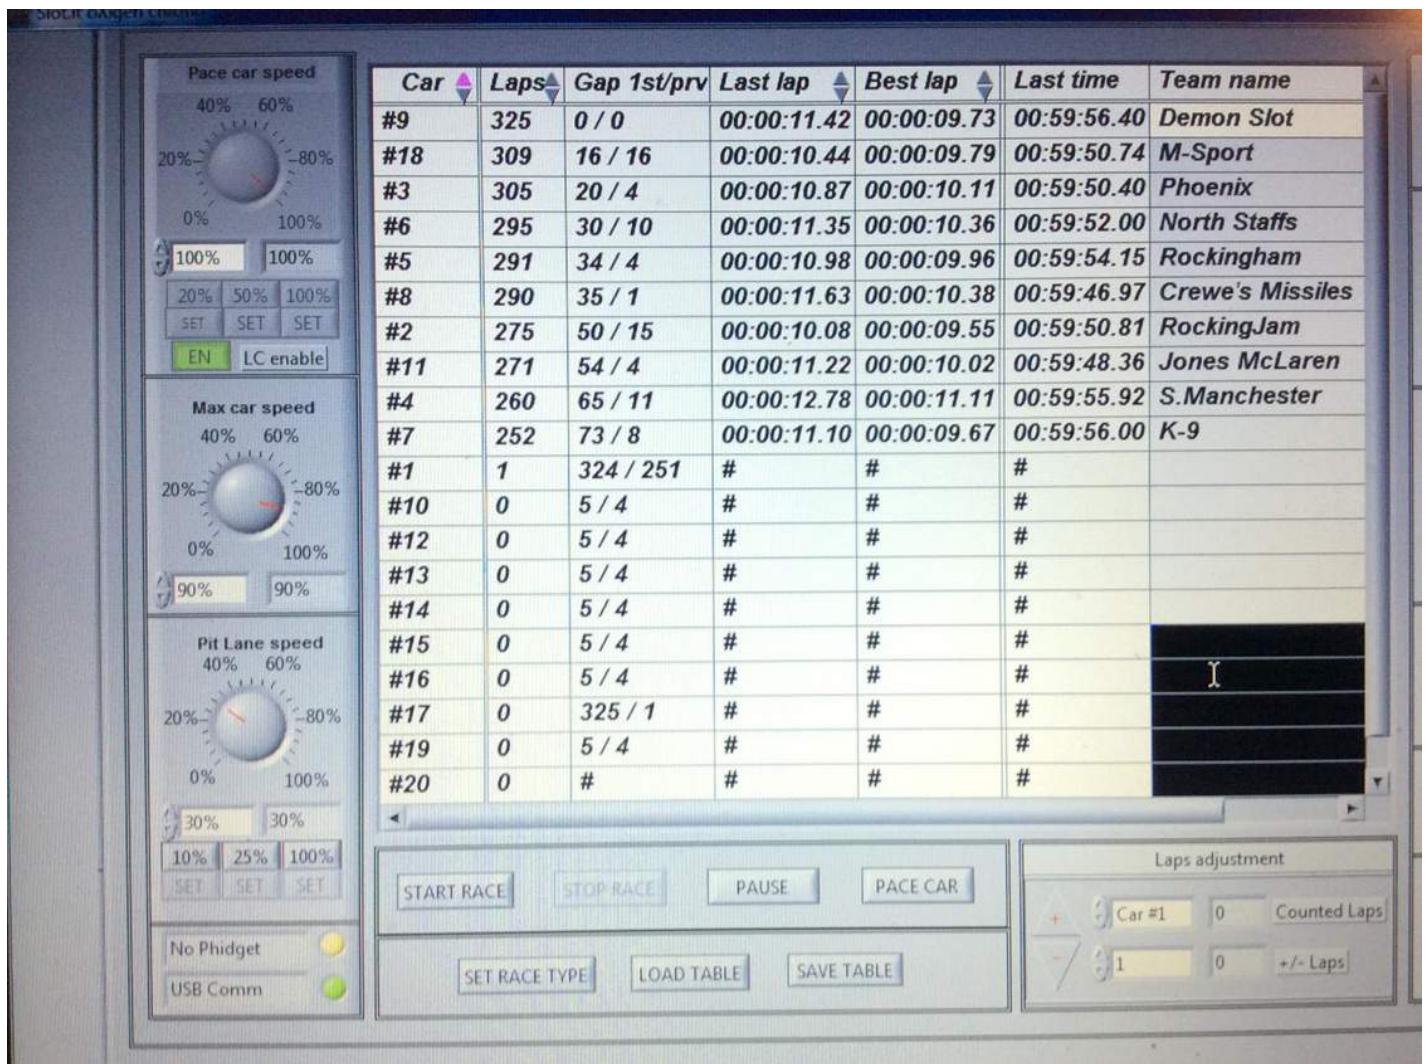 Slot.it oxigen chrono
Pace car speed
40% 60%
20% 80%
0% 100%
100% 100%
20% 50% 100%
SET SET SET
EN LC enable
Max car speed
40% 60%
20% 80%
0% 100%
90% 90%
Pit Lane speed
40% 60%
20% 80%
0% 100%
30% 30%
10% 25% 100%
SET SET SET
No Phidget
USB Comm
Car Laps Gap 1st/prv Last lap Best lap Last time Team name
#9 325 0 / 0 00:00:11.42 00:00:09.73 00:59:56.40 Demon Slot
#18 309 16 / 16 00:00:10.44 00:00:09.79 00:59:50.74 M-Sport
#3 305 20 / 4 00:00:10.87 00:00:10.11 00:59:50.40 Phoenix
#6 295 30 / 10 00:00:11.35 00:00:10.36 00:59:52.00 North Staffs
#5 291 34 / 4 00:00:10.98 00:00:09.96 00:59:54.15 Rockingham
#8 290 35 / 1 00:00:11.63 00:00:10.38 00:59:46.97 Crewe's Missiles
#2 275 50 / 15 00:00:10.08 00:00:09.55 00:59:50.81 RockingJam
#11 271 54 / 4 00:00:11.22 00:00:10.02 00:59:48.36 Jones McLaren
#4 260 65 / 11 00:00:12.78 00:00:11.11 00:59:55.92 S.Manchester
#7 252 73 / 8 00:00:11.10 00:00:09.67 00:59:56.00 K-9
#1 1 324 / 251 # # #
#10 0 5 / 4 # # #
#12 0 5 / 4 # # #
#13 0 5 / 4 # # #
#14 0 5 / 4 # # #
#15 0 5 / 4 # # #
#16 0 5 / 4 # # #
#17 0 325 / 1 # # #
#19 0 5 / 4 # # #
#20 0 # # # #
START RACE STOP RACE PAUSE PACE CAR
SET RACE TYPE LOAD TABLE SAVE TABLE
Laps adjustment
+ Car #1 0 Counted Laps
- 1 0 +/- Laps